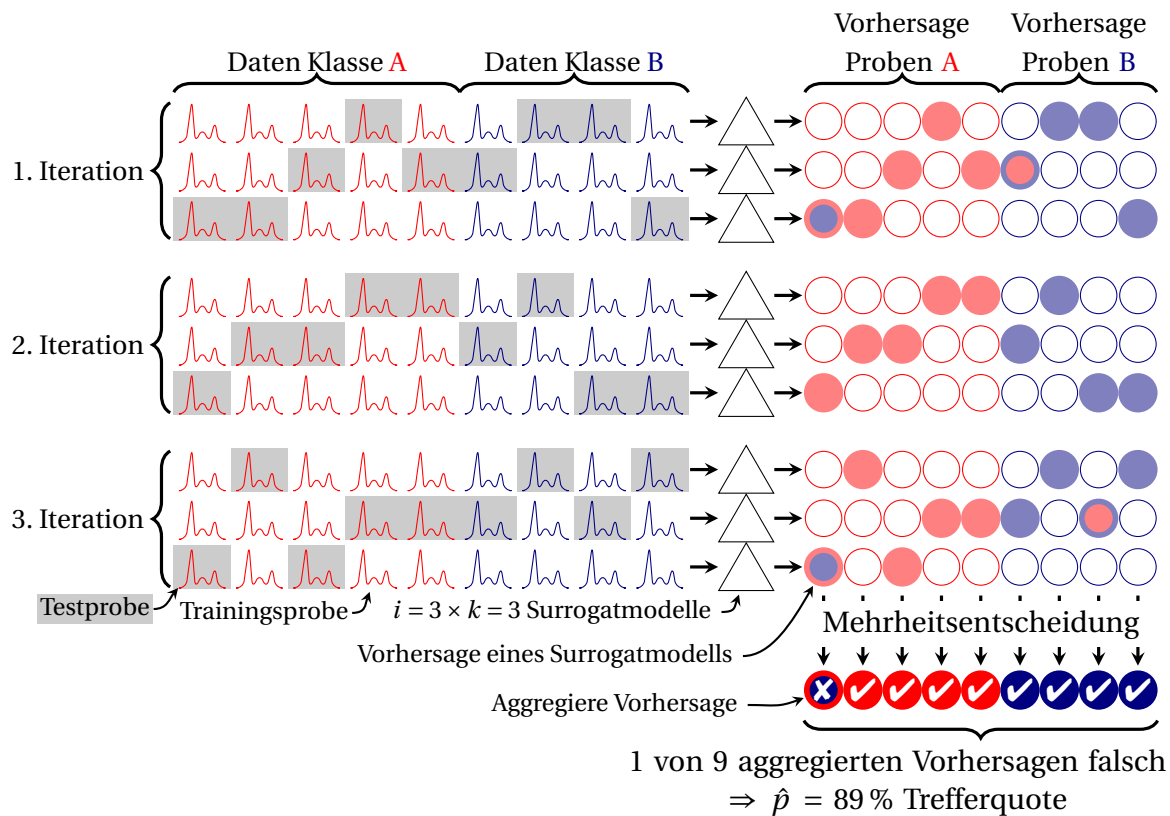 Vorhersage Vorhersage
Daten Klasse A Daten Klasse B Proben A Proben B
1. Iteration
2. Iteration
3. Iteration
Testprobe Trainingsprobe i = 3 × k = 3 Surrogatmodelle
Mehrheitsentscheidung
Vorhersage eines Surrogatmodells
Aggregiere Vorhersage
1 von 9 aggregierten Vorhersagen falsch
⇒ p̂ = 89 % Trefferquote